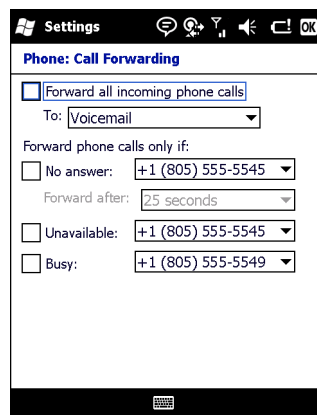 Settings OK
Phone: Call Forwarding
Forward all incoming phone calls
To: Voicemail
Forward phone calls only if:
No answer: +1 (805) 555-5545
Forward after: 25 seconds
Unavailable: +1 (805) 555-5545
Busy: +1 (805) 555-5549